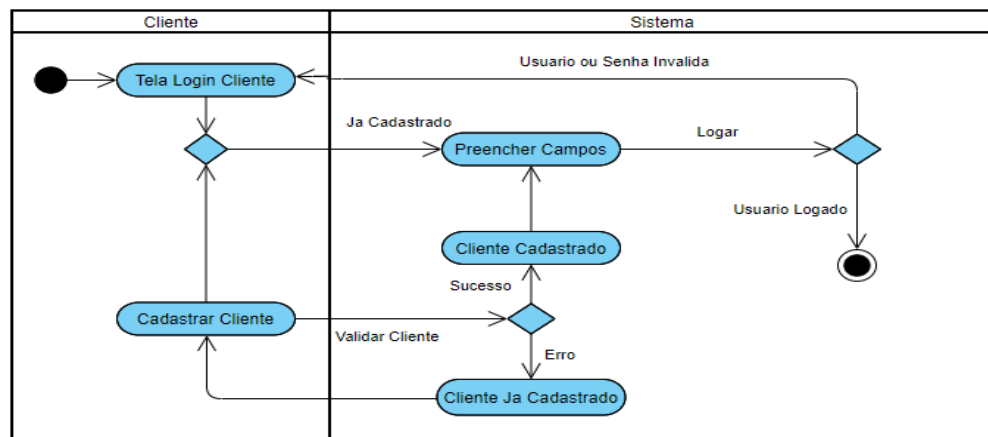 Cliente
Sistema
Usuario ou Senha Invalida
Tela Login Cliente
Ja Cadastrado
Logar
Preencher Campos
Usuario Logado
Cliente Cadastrado
Sucesso
Cadastrar Cliente
Validar Cliente
Erro
Cliente Ja Cadastrado